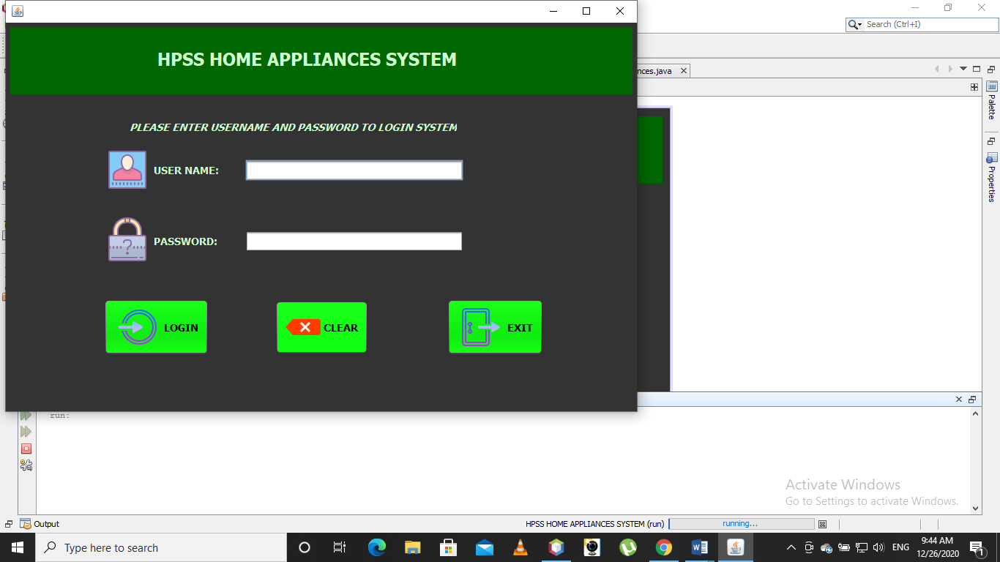 HPSS HOME APPLIANCES SYSTEM
PLEASE ENTER USERNAME AND PASSWORD TO LOGIN SYSTEM
USER NAME:
PASSWORD:
?
LOGIN
CLEAR
EXIT
Search (Ctrl+I)
nces.java
Palette
Properties
run:
Activate Windows
Go to Settings to activate Windows.
Output
HPSS HOME APPLIANCES SYSTEM (run)
running...
Type here to search
ENG
9:44 AM
12/26/2020
1